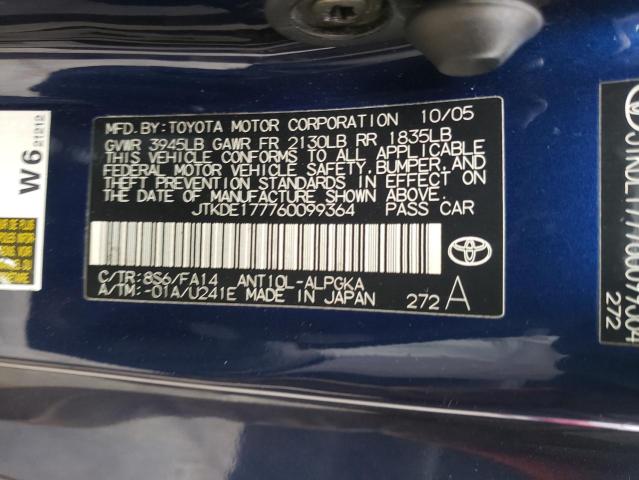 MFD. BY: TOYOTA MOTOR CORPORATION 10/05
GVWR 3945LB GAWR FR 2130LB RR 1835LB
THIS VEHICLE CONFORMS TO ALL APPLICABLE
FEDERAL MOTOR VEHICLE SAFETY, BUMPER, AND
THEFT PREVENTION STANDARDS IN EFFECT ON
THE DATE OF MANUFACTURE SHOWN ABOVE.
JTKDE177760099364 PASS CAR
C/TR: 8S6/FA14 ANT10L-ALPGKA
A/TM: -01A/U241E MADE IN JAPAN 272 A
W6 21212
272